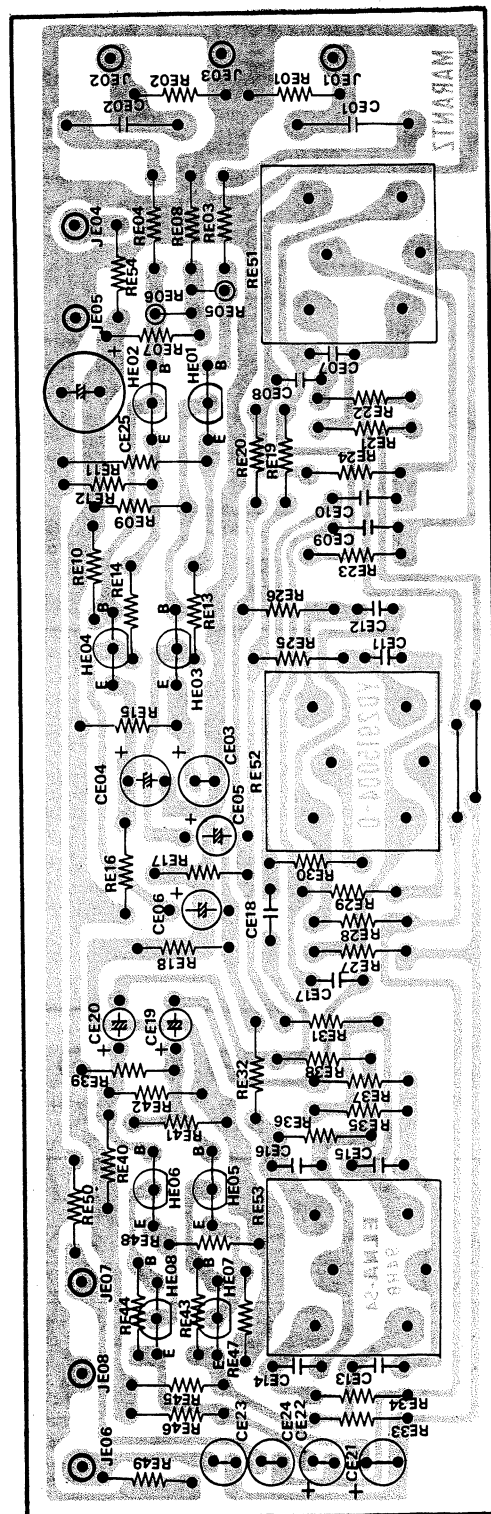 JE02
RE02
JE03
RE01
JE01
CE02
CE01
MARANTZ
JE04
RE04
RE08
RE03
RE54
RE06
RE05
RE51
JE05
+
RE07
HE02
HE01
B
B
CE07
CE08
RE22
RE21
CE25
E
E
RE20
RE19
RE24
RE11
RE12
RE09
CE10
CE09
RE23
RE10
RE14
RE13
RE26
CE12
HE04
B
B
E
E
HE03
RE25
CE11
RE15
+
+
CE04
CE03
RE52
YD2915004-0
+
CE05
RE16
RE17
RE30
+
CE06
RE29
CE18
RE28
RE18
RE27
CE17
CE20
CE19
+
+
RE31
RE39
RE32
RE38
RE42
RE37
RE41
RE35
RE36
RE40
B
B
CE16
CE15
RE50
HE06
HE05
E
E
RE48
RE53
JE07
B
B
HE08
HE07
RE44
RE43
E
E
RE47
ELNA-S4
JE08
CE14
CE13
RE45
RE46
RE34
RE33
JE06
RE49
CE23
CE24
CE22
CE21
+
+